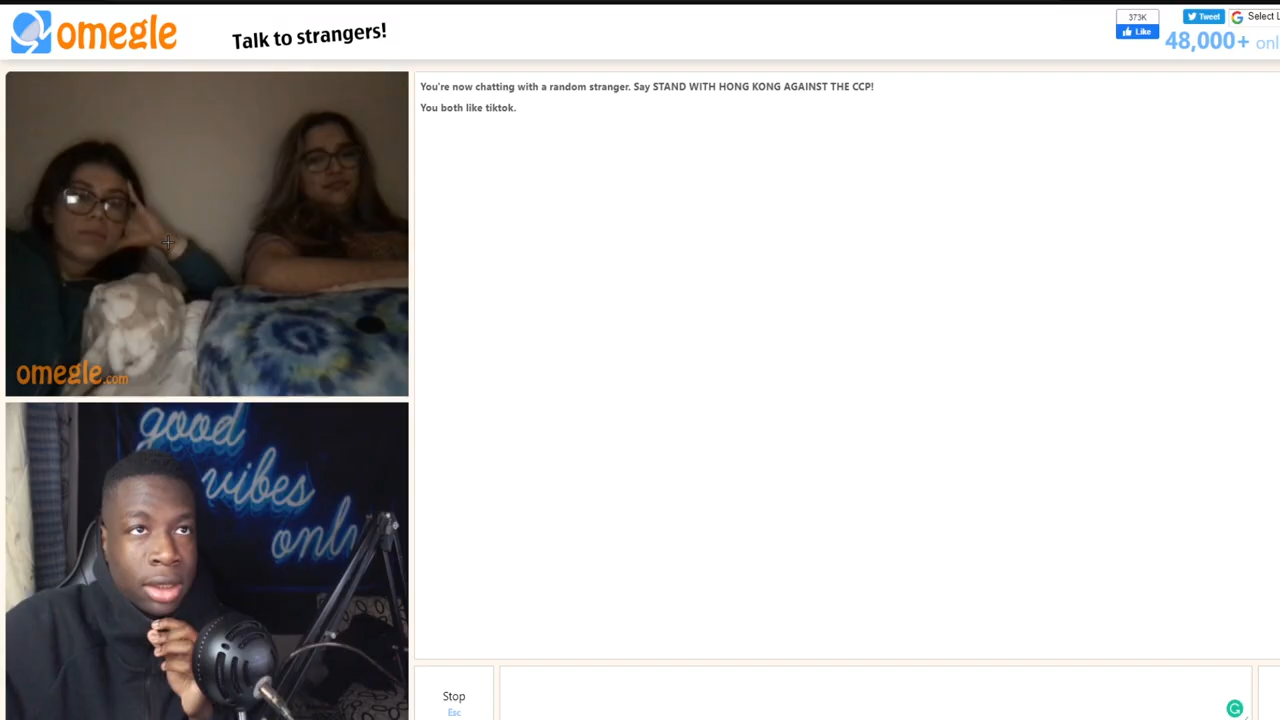 omegle
Talk to strangers!
373K
Like
Tweet
Select L
48,000+ onl
You're now chatting with a random stranger. Say STAND WITH HONG KONG AGAINST THE CCP!
You both like tiktok.
omegle.com
good
vibes
only
Stop
Esc